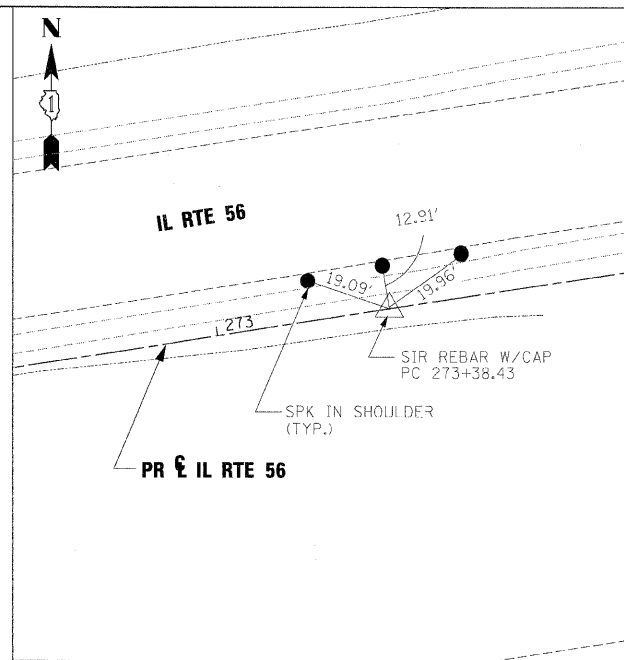 N
1
IL RTE 56
12.91'
19.09'
19.96'
273
SIR REBAR W/CAP
PC 273+38.43
SPK IN SHOULDER
(TYP.)
PR ℄ IL RTE 56